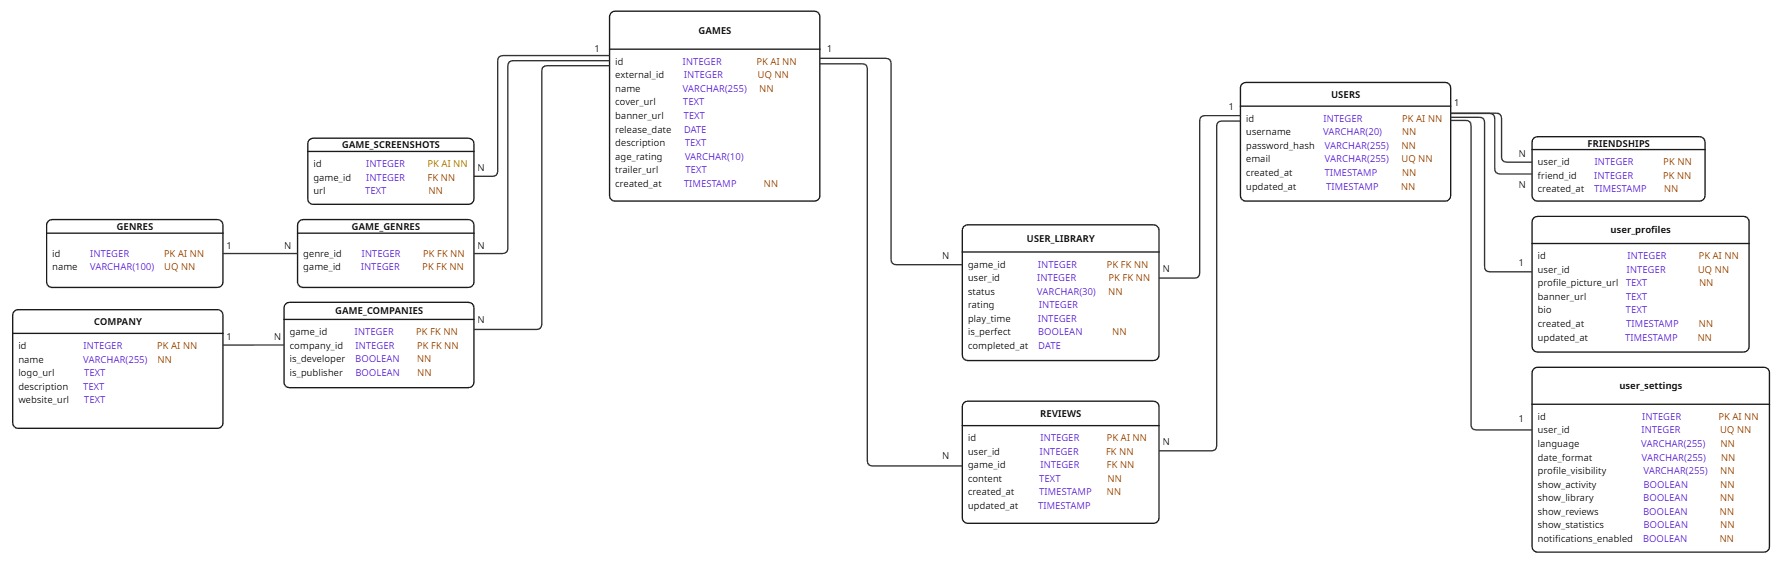 GAMES
id INTEGER PK AI NN
external_id INTEGER UQ NN
name VARCHAR(255) NN
cover_url TEXT
banner_url TEXT
release_date DATE
description TEXT
age_rating VARCHAR(10)
trailer_url TEXT
created_at TIMESTAMP NN
1
1
GAME_SCREENSHOTS
id INTEGER PK AI NN
game_id INTEGER FK NN
url TEXT NN
N
GENRES
id INTEGER PK AI NN
name VARCHAR(100) UQ NN
1
N
GAME_GENRES
genre_id INTEGER PK FK NN
game_id INTEGER PK FK NN
N
COMPANY
id INTEGER PK AI NN
name VARCHAR(255) NN
logo_url TEXT
description TEXT
website_url TEXT
1
N
GAME_COMPANIES
game_id INTEGER PK FK NN
company_id INTEGER PK FK NN
is_developer BOOLEAN NN
is_publisher BOOLEAN NN
N
N
USER_LIBRARY
game_id INTEGER PK FK NN
user_id INTEGER PK FK NN
status VARCHAR(30) NN
rating INTEGER
play_time INTEGER
is_perfect BOOLEAN NN
completed_at DATE
N
N
REVIEWS
id INTEGER PK AI NN
user_id INTEGER FK NN
game_id INTEGER FK NN
content TEXT NN
created_at TIMESTAMP NN
updated_at TIMESTAMP
N
1
USERS
id INTEGER PK AI NN
username VARCHAR(20) NN
password_hash VARCHAR(255) NN
email VARCHAR(255) UQ NN
created_at TIMESTAMP NN
updated_at TIMESTAMP NN
1
N
N
FRIENDSHIPS
user_id INTEGER PK NN
friend_id INTEGER PK NN
created_at TIMESTAMP NN
1
user_profiles
id INTEGER PK AI NN
user_id INTEGER UQ NN
profile_picture_url TEXT NN
banner_url TEXT
bio TEXT
created_at TIMESTAMP NN
updated_at TIMESTAMP NN
1
user_settings
id INTEGER PK AI NN
user_id INTEGER UQ NN
language VARCHAR(255) NN
date_format VARCHAR(255) NN
profile_visibility VARCHAR(255) NN
show_activity BOOLEAN NN
show_library BOOLEAN NN
show_reviews BOOLEAN NN
show_statistics BOOLEAN NN
notifications_enabled BOOLEAN NN